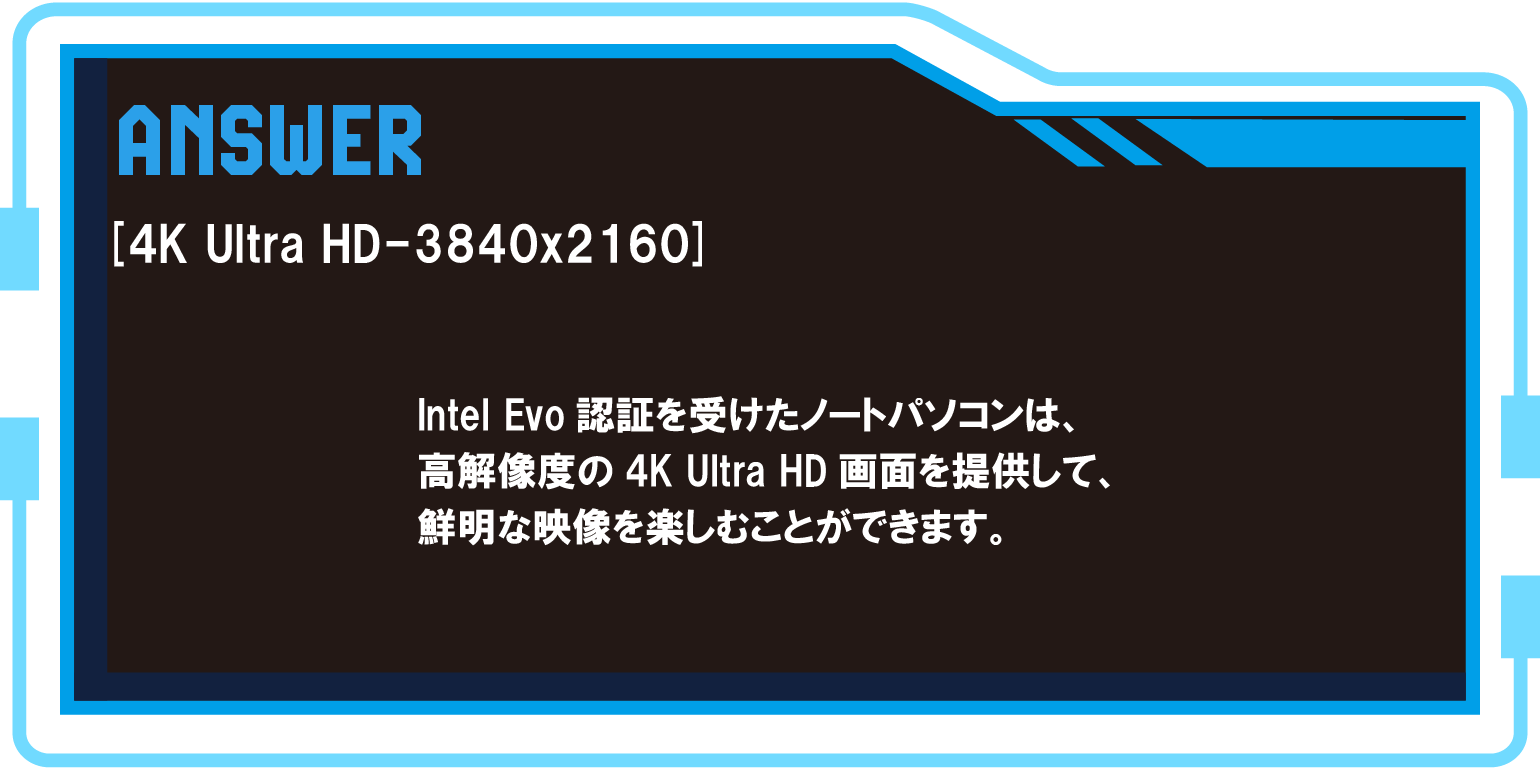 ANSWER
[4K Ultra HD-3840x2160]
Intel Evo 認証を受けたノートパソコンは、
高解像度の 4K Ultra HD 画面を提供して、
鮮明な映像を楽しむことができます。